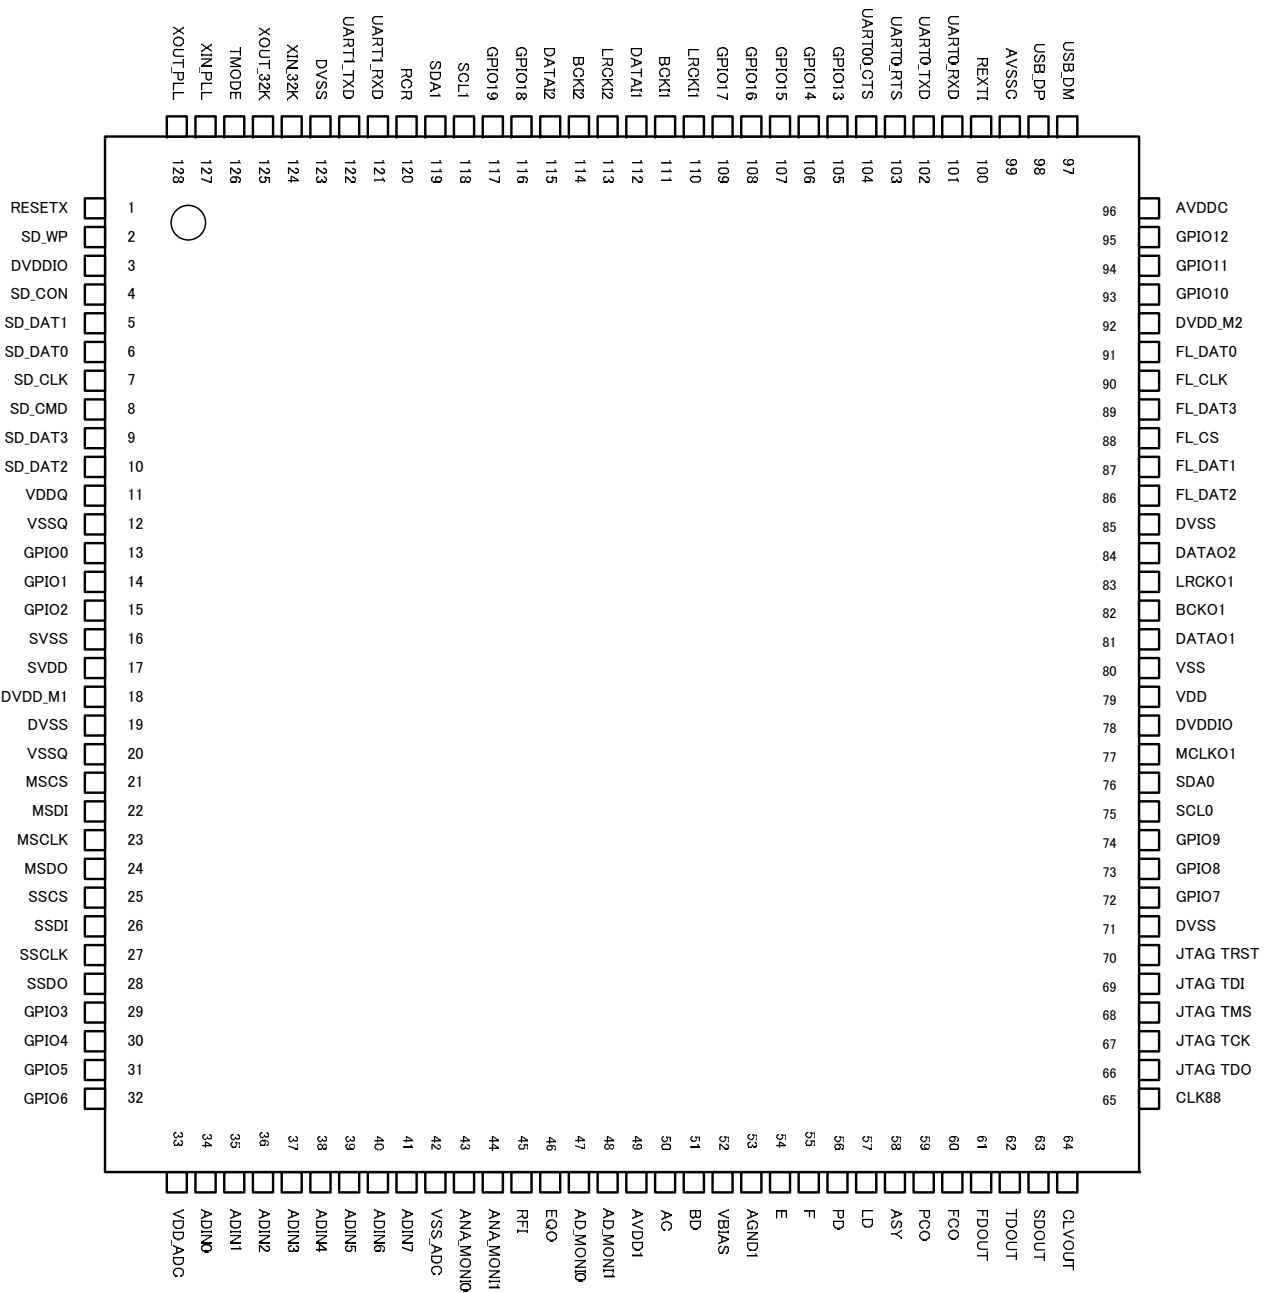 XOUT_PLL
XIN_PLL
TMODE
XOUT_32K
XIN_32K
DVSS
UART1_TXD
UART1_RXD
RCR
SDA1
SCL1
GPIO19
GPIO18
DATAI2
BCKI2
LRCKI2
DATAI1
BCKI1
LRCKI1
GPIO17
GPIO16
GPIO15
GPIO14
GPIO13
UART00_CTS
UART0_RTS
UART0_TXD
UART0_RXD
REXTI
AVSSC
USB_DP
USB_DM
128
127
126
125
124
123
122
121
120
119
118
117
116
115
114
113
112
111
110
109
108
107
106
105
104
103
102
101
100
99
98
97
RESETX 1
SD_WP 2
DVDDIO 3
SD_CON 4
SD_DAT1 5
SD_DAT0 6
SD_CLK 7
SD_CMD 8
SD_DAT3 9
SD_DAT2 10
VDDQ 11
VSSQ 12
GPIO0 13
GPIO1 14
GPIO2 15
SVSS 16
SVDD 17
DVDD_M1 18
DVSS 19
VSSQ 20
MSCS 21
MSDI 22
MSCLK 23
MSDO 24
SSCS 25
SSDI 26
SSCLK 27
SSDO 28
GPIO3 29
GPIO4 30
GPIO5 31
GPIO6 32
96 AVDDC
95 GPIO12
94 GPIO11
93 GPIO10
92 DVDD_M2
91 FL_DAT0
90 FL_CLK
89 FL_DAT3
88 FL_CS
87 FL_DAT1
86 FL_DAT2
85 DVSS
84 DATAO2
83 LRCKO1
82 BCKO1
81 DATAO1
80 VSS
79 VDD
78 DVDDIO
77 MCLKO1
76 SDA0
75 SCL0
74 GPIO9
73 GPIO8
72 GPIO7
71 DVSS
70 JTAG TRST
69 JTAG TDI
68 JTAG TMS
67 JTAG TCK
66 JTAG TDO
65 CLK88
33
34
35
36
37
38
39
40
41
42
43
44
45
46
47
48
49
50
51
52
53
54
55
56
57
58
59
60
61
62
63
64
VDD_ADC
ADIN0
ADIN1
ADIN2
ADIN3
ADIN4
ADIN5
ADIN6
ADIN7
VSS_ADC
ANA_MONI0
ANA_MONI1
RFI
EQO
AD_MONI0
AD_MONI1
AVDD1
AC
BD
VBIAS
AGND1
E
F
PD
LD
ASY
PCO
FCO
FDOUT
TDOUT
SDOUT
CLVOUT